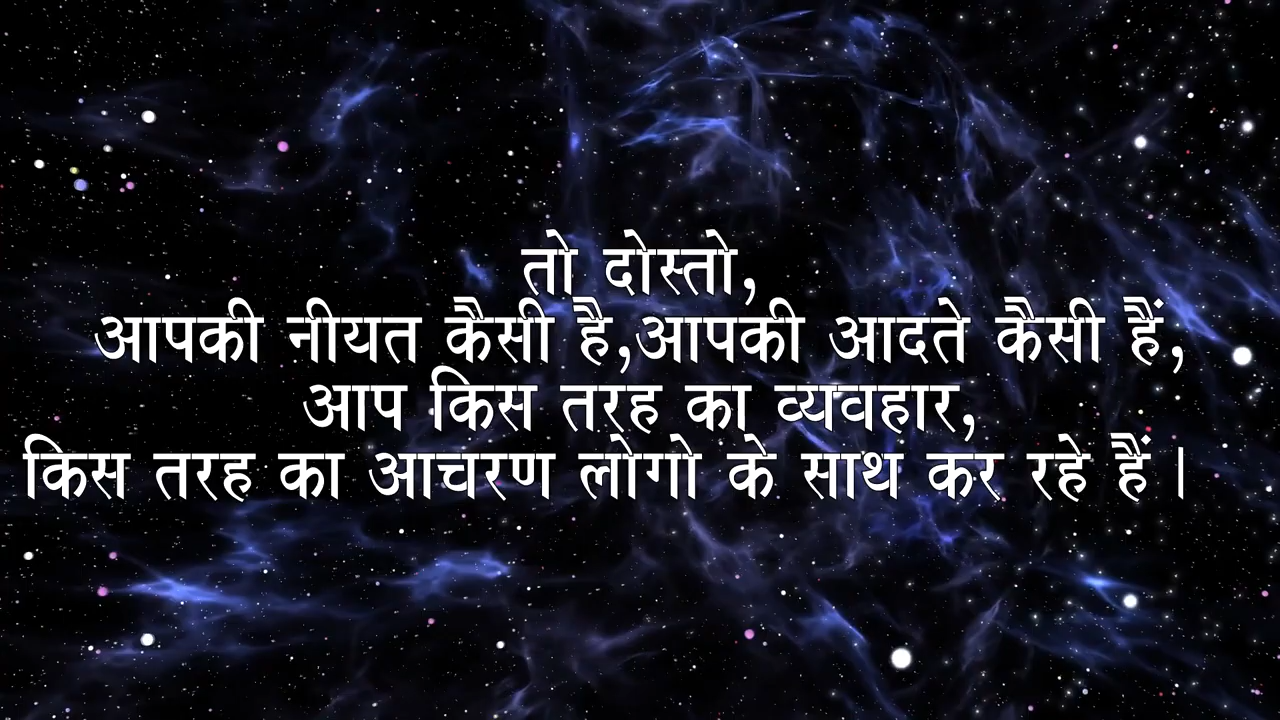 तो दोस्तो,
आपकी नीयत कैसी है,आपकी आदते कैसी हैं,
आप किस तरह का व्यवहार,
किस तरह का आचरण लोगो के साथ कर रहे हैं |